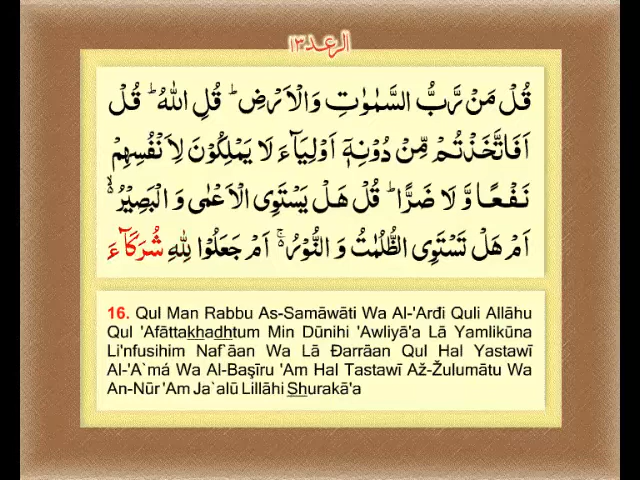 الرعد ١٣
قُلْ مَنْ رَّبُّ السَّمٰوٰتِ وَالْاَرْضِ ؕ قُلِ اللّٰهُ ؕ قُلْ
اَفَاتَّخَذْتُمْ مِّنْ دُوْنِهٖۤ اَوْلِيَآءَ لَا يَمْلِكُوْنَ لِاَنْفُسِهِمْ
نَفْعًا وَّ لَا ضَرًّا ؕ قُلْ هَلْ يَسْتَوِى الْاَعْمٰى وَ الْبَصِيْرُ ۙ
اَمْ هَلْ تَسْتَوِى الظُّلُمٰتُ وَ النُّوْرُ ۚ اَمْ جَعَلُوْا لِلّٰهِ شُرَكَآءَ
16. Qul Man Rabbu As-Samāwāti Wa Al-'Arđi Quli Allāhu
Qul 'Afāttakhadhtum Min Dūnihi 'Awliyā'a Lā Yamlikūna
Li'nfusihim Naf`āan Wa Lā Đarrāan Qul Hal Yastawī
Al-'A`má Wa Al-Başīru 'Am Hal Tastawī Až-Žulumātu Wa
An-Nūr 'Am Ja`alū Lillāhi Shurakā'a